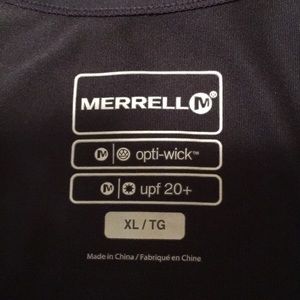 MERRELL M
M opti-wick™
M upf 20+
XL / TG
Made in China / Fabriqué en Chine